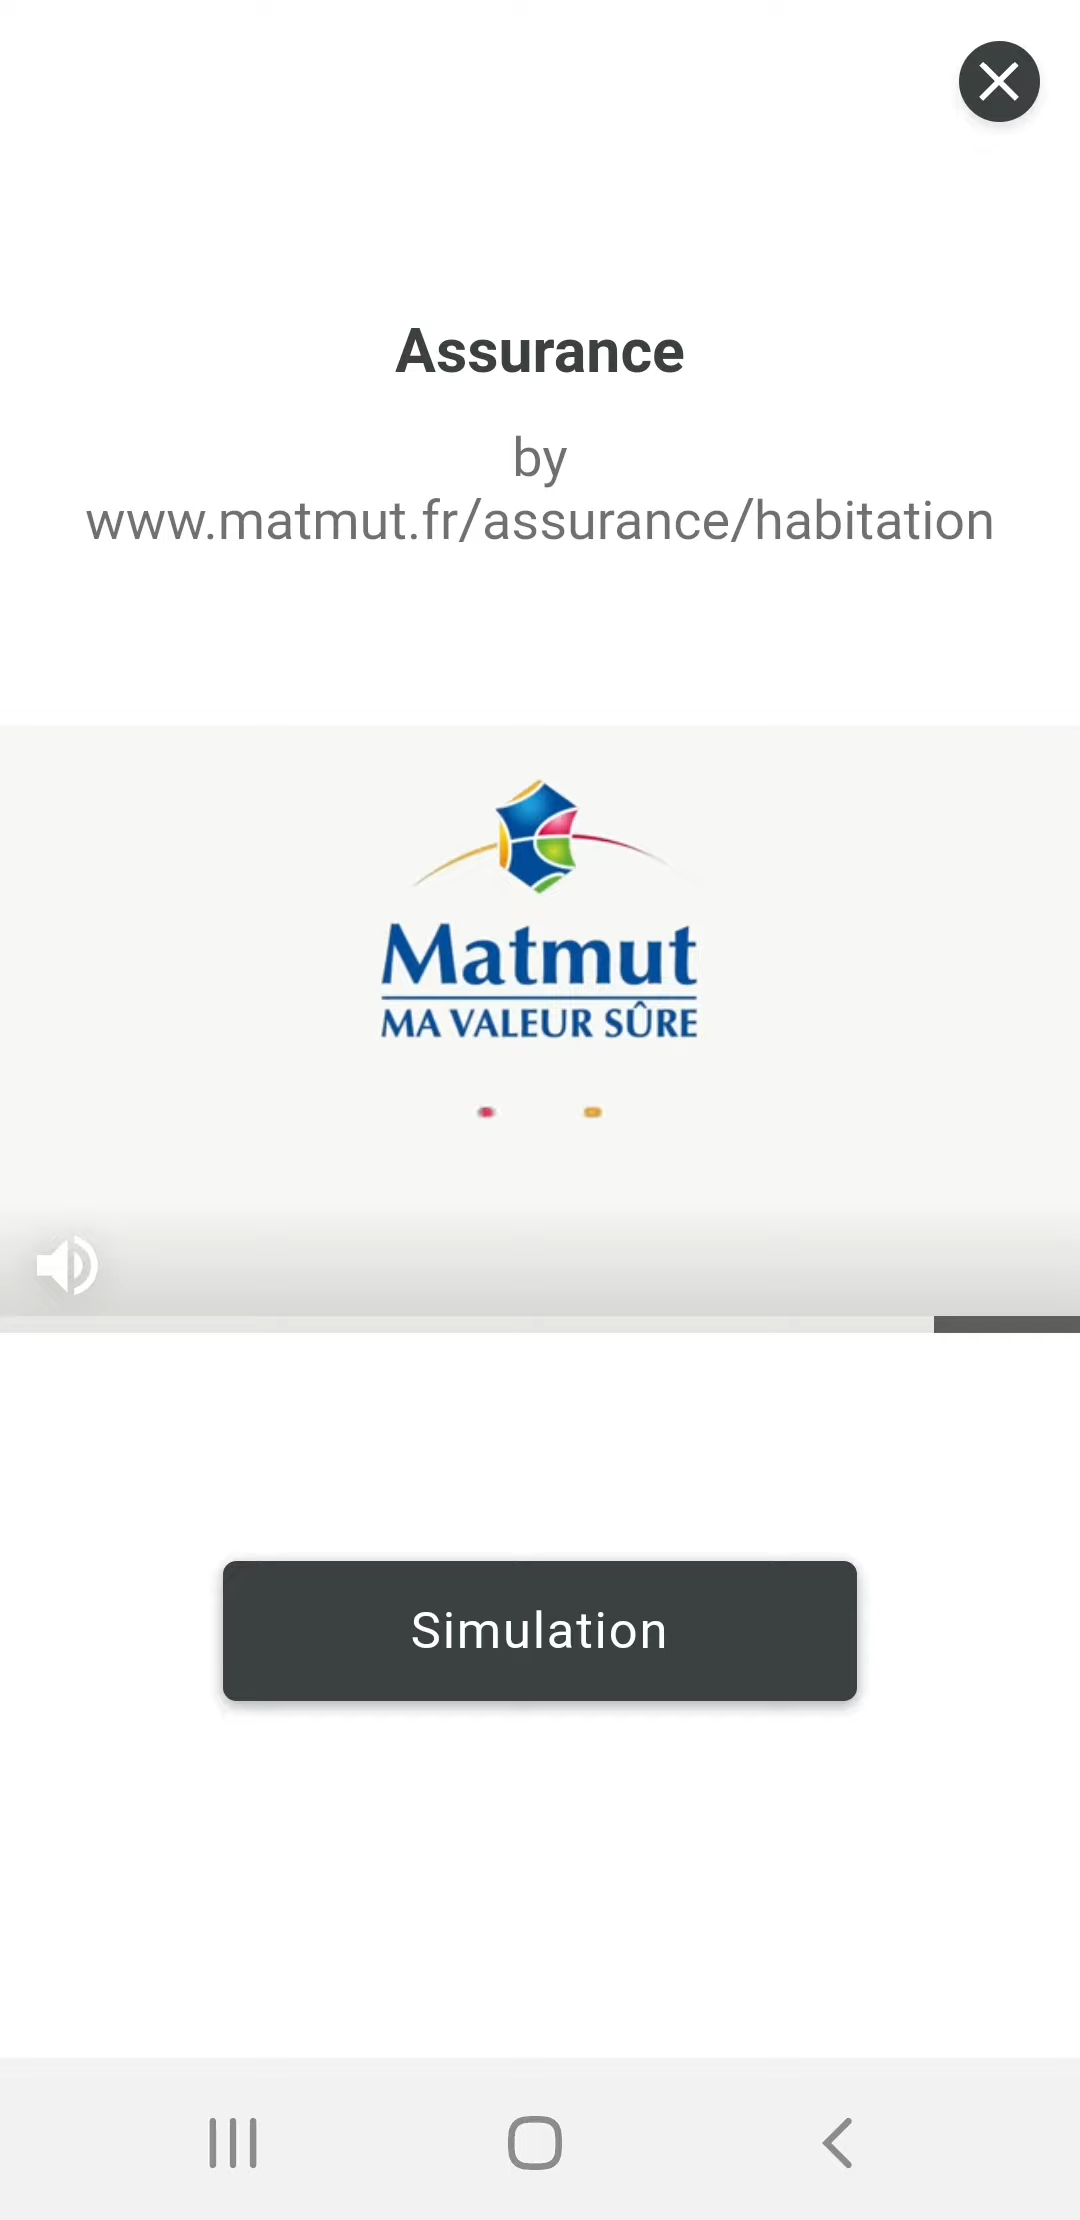 Assurance
by
www.matmut.fr/assurance/habitation
Matmut
MA VALEUR SÛRE
Simulation